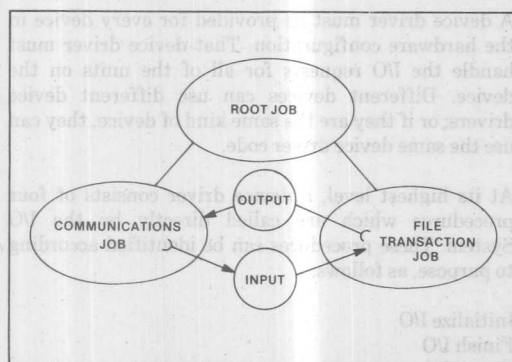 A device driver must be provided for every device in
the hardware configuration. That device driver must
handle the I/O requests for all of the units on the
device. Different devices can use different device
drivers, or if they are the same kind of device, they can
use the same device driver code.
At its highest level, a device driver consists of four
procedures which are called directly by the I/O
System. procedures can be identified according
to purpose, as follows:
Initialize I/O
Finish I/O
ROOT JOB
OUTPUT
COMMUNICATIONS
JOB
FILE
TRANSACTION
JOB
INPUT